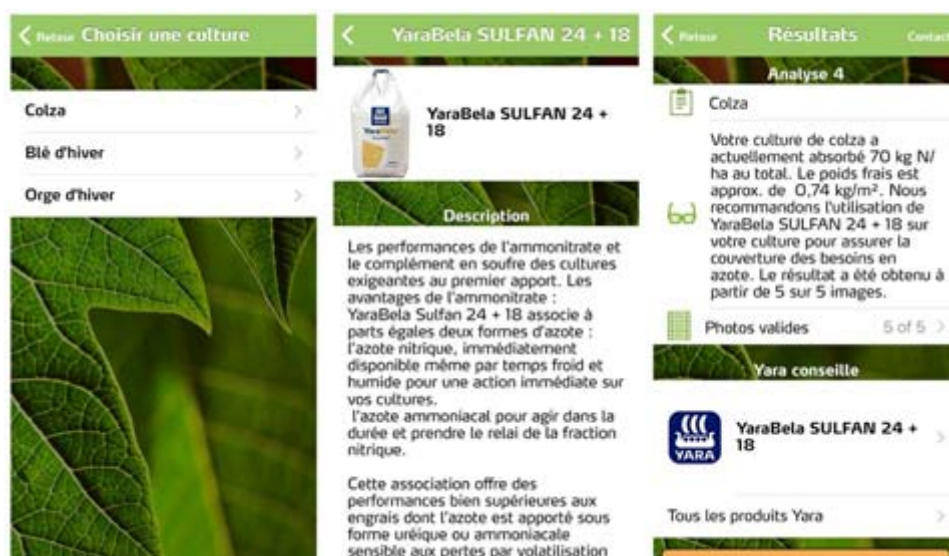 Retour Choisir une culture
Colza
Blé d'hiver
Orge d'hiver
YaraBela SULFAN 24 + 18
YaraBela SULFAN 24 +
18
Description
Les performances de l'ammonitrate et
le complément en soufre des cultures
exigeantes au premier apport. Les
avantages de l'ammonitrate :
YaraBela Sulfan 24 + 18 associe à
parts égales deux formes d'azote :
l'azote nitrique, immédiatement
disponible même par temps froid et
humide pour une action immédiate sur
vos cultures.
l'azote ammoniacal pour agir dans la
durée et prendre le relai de la fraction
nitrique.
Cette association offre des
performances bien supérieures aux
engrais dont l'azote est apporté sous
forme uréique ou ammoniacale
sensible aux pertes par volatilisation
Retour Résultats Contact
Analyse 4
Colza
Votre culture de colza a
actuellement absorbé 70 kg N/
ha au total. Le poids frais est
approx. de 0,74 kg/m². Nous
recommandons l'utilisation de
YaraBela SULFAN 24 + 18 sur
votre culture pour assurer la
couverture des besoins en
azote. Le résultat a été obtenu à
partir de 5 sur 5 images.
Photos valides 5 of 5
Yara conseille
YARA
YaraBela SULFAN 24 +
18
Tous les produits Yara